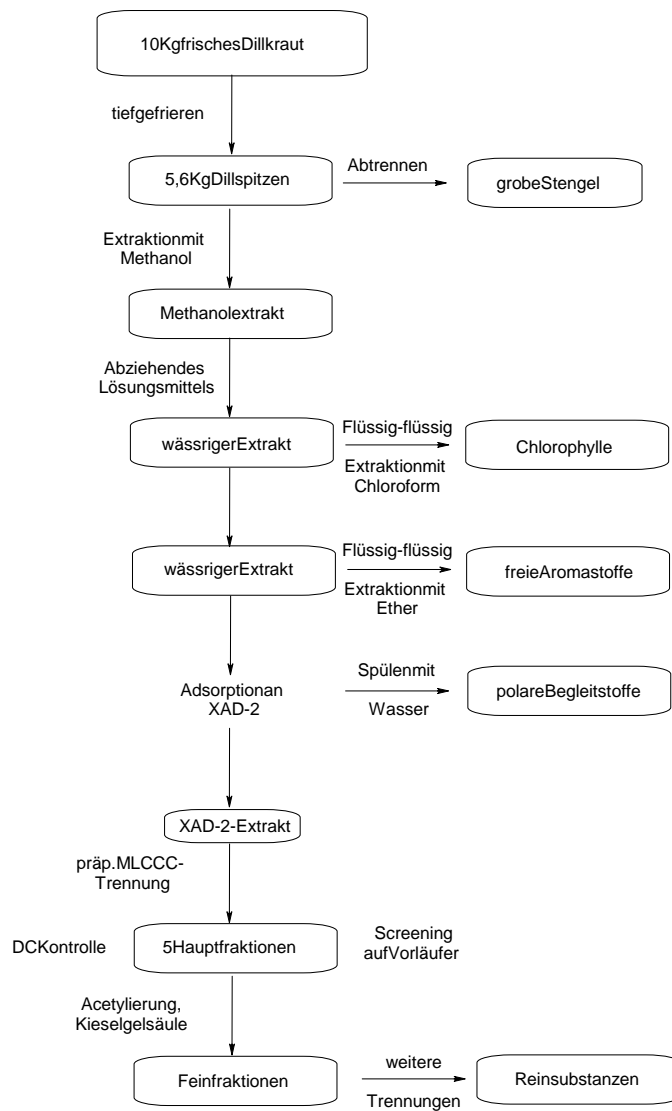 10KgfrischesDillkraut
tiefgefrieren
5,6KgDillspitzen
Abtrennen
grobeStengel
Extraktionmit
Methanol
Methanolextrakt
Abziehendes
Lösungsmittels
wässrigerExtrakt
Flüssig-flüssig
Extraktionmit
Chloroform
Chlorophylle
wässrigerExtrakt
Flüssig-flüssig
Extraktionmit
Ether
freieAromastoffe
Adsorptionan
XAD-2
Spülenmit
Wasser
polareBegleitstoffe
XAD-2-Extrakt
präp.MLCCC-
Trennung
DCKontrolle
5Hauptfraktionen
Screening
aufVorläufer
Acetylierung,
Kieselgelsäule
Feinfraktionen
weitere
Trennungen
Reinsubstanzen